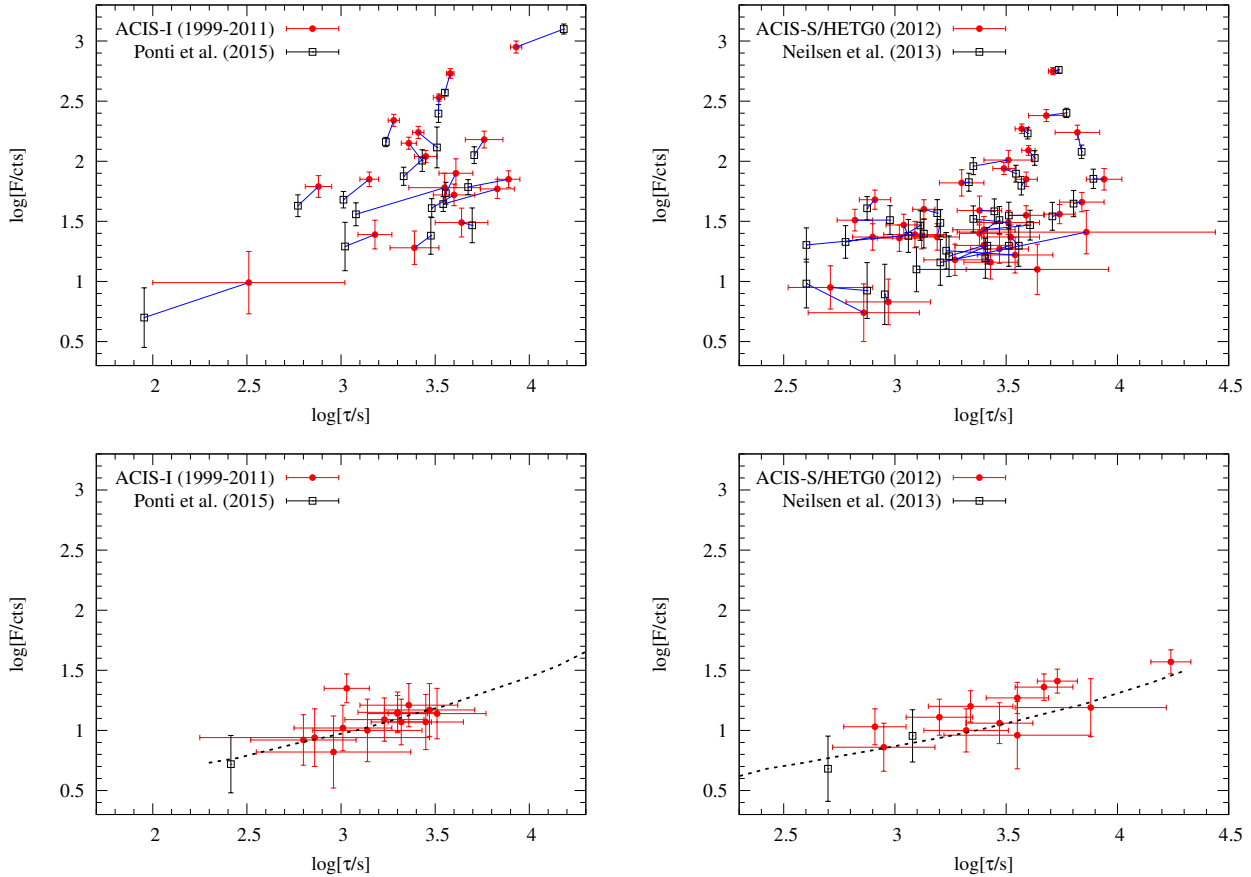 ACIS-I (1999-2011)
Ponti et al. (2015)
log[F/cts]
3
2.5
2
1.5
1
0.5
2
2.5
3
3.5
4
log[τ/s]
ACIS-S/HETG0 (2012)
Neilsen et al. (2013)
log[F/cts]
3
2.5
2
1.5
1
0.5
2.5
3
3.5
4
4.5
log[τ/s]
ACIS-I (1999-2011)
Ponti et al. (2015)
log[F/cts]
3
2.5
2
1.5
1
0.5
2
2.5
3
3.5
4
log[τ/s]
ACIS-S/HETG0 (2012)
Neilsen et al. (2013)
log[F/cts]
3
2.5
2
1.5
1
0.5
2.5
3
3.5
4
4.5
log[τ/s]